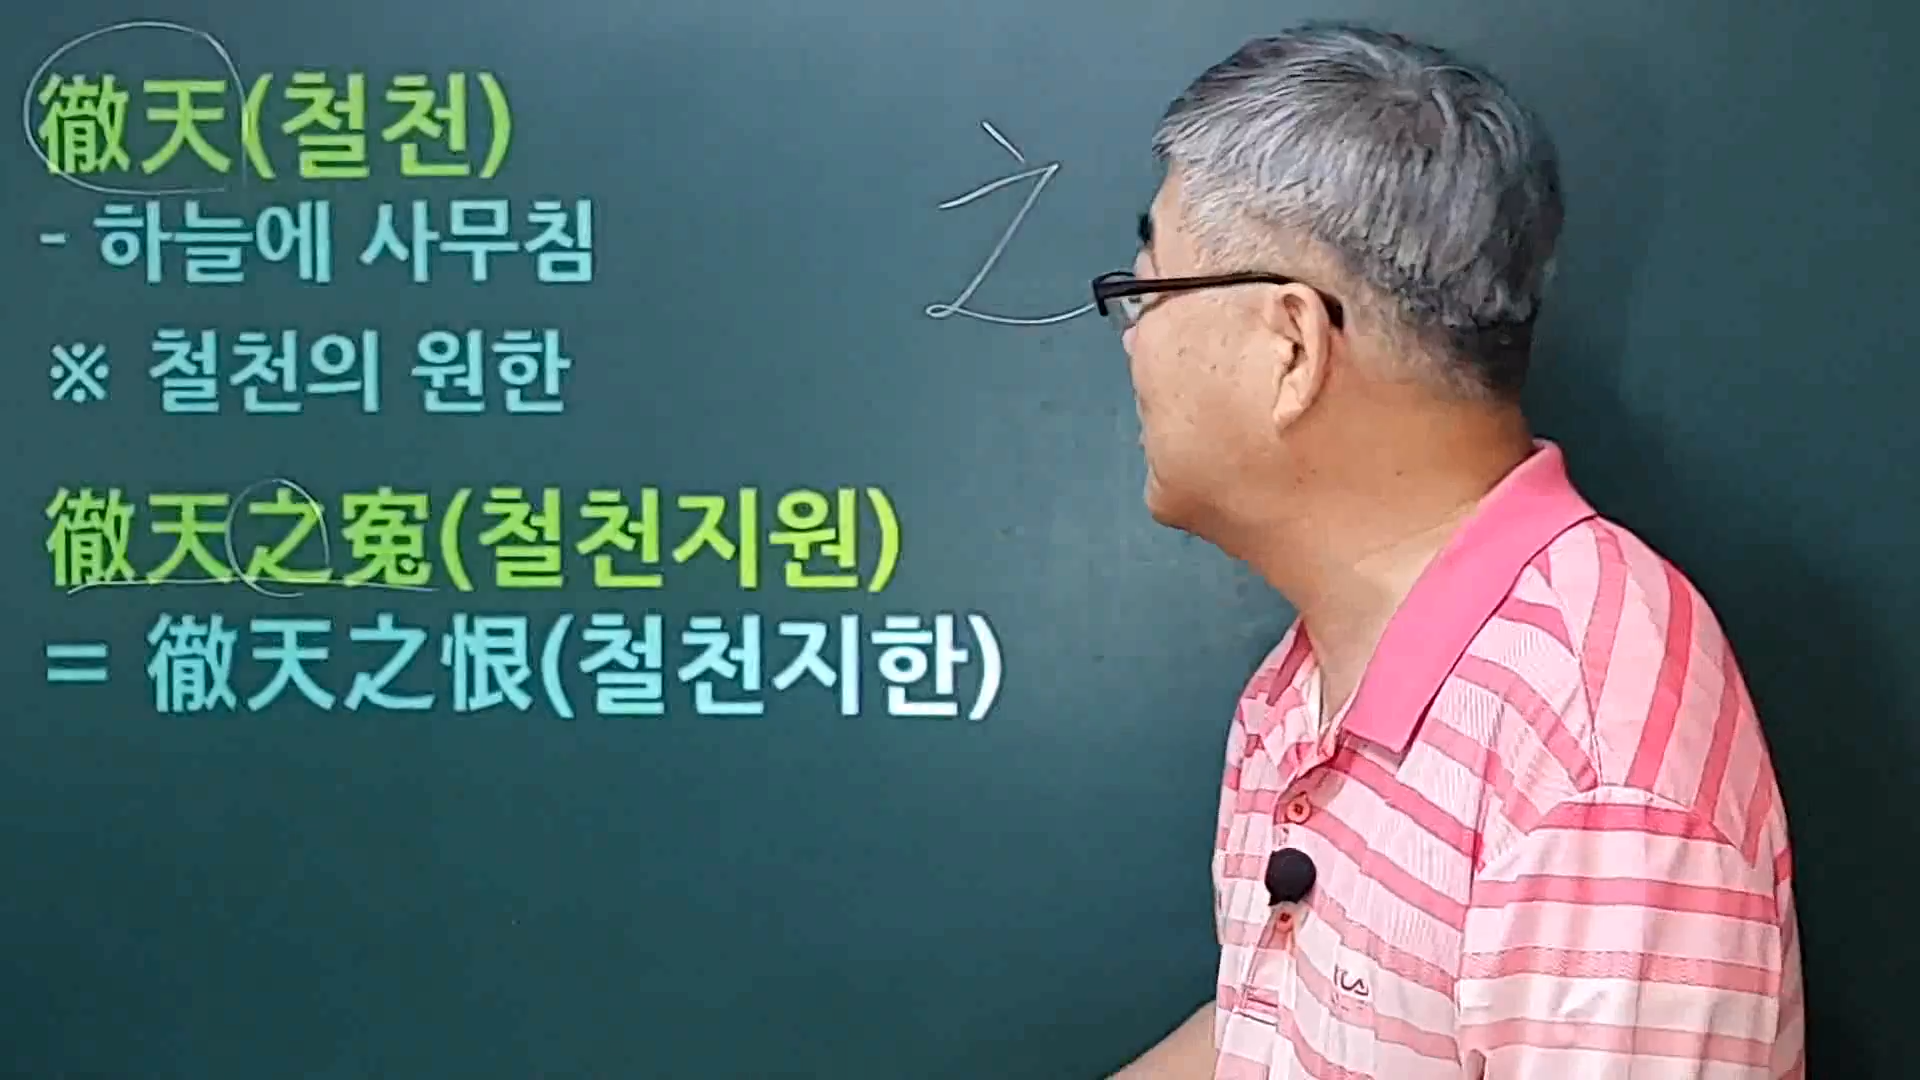 徹天(철천)
- 하늘에 사무침
※ 철천의 원한
徹天之冤(철천지원)
= 徹天之恨(철천지한)
之